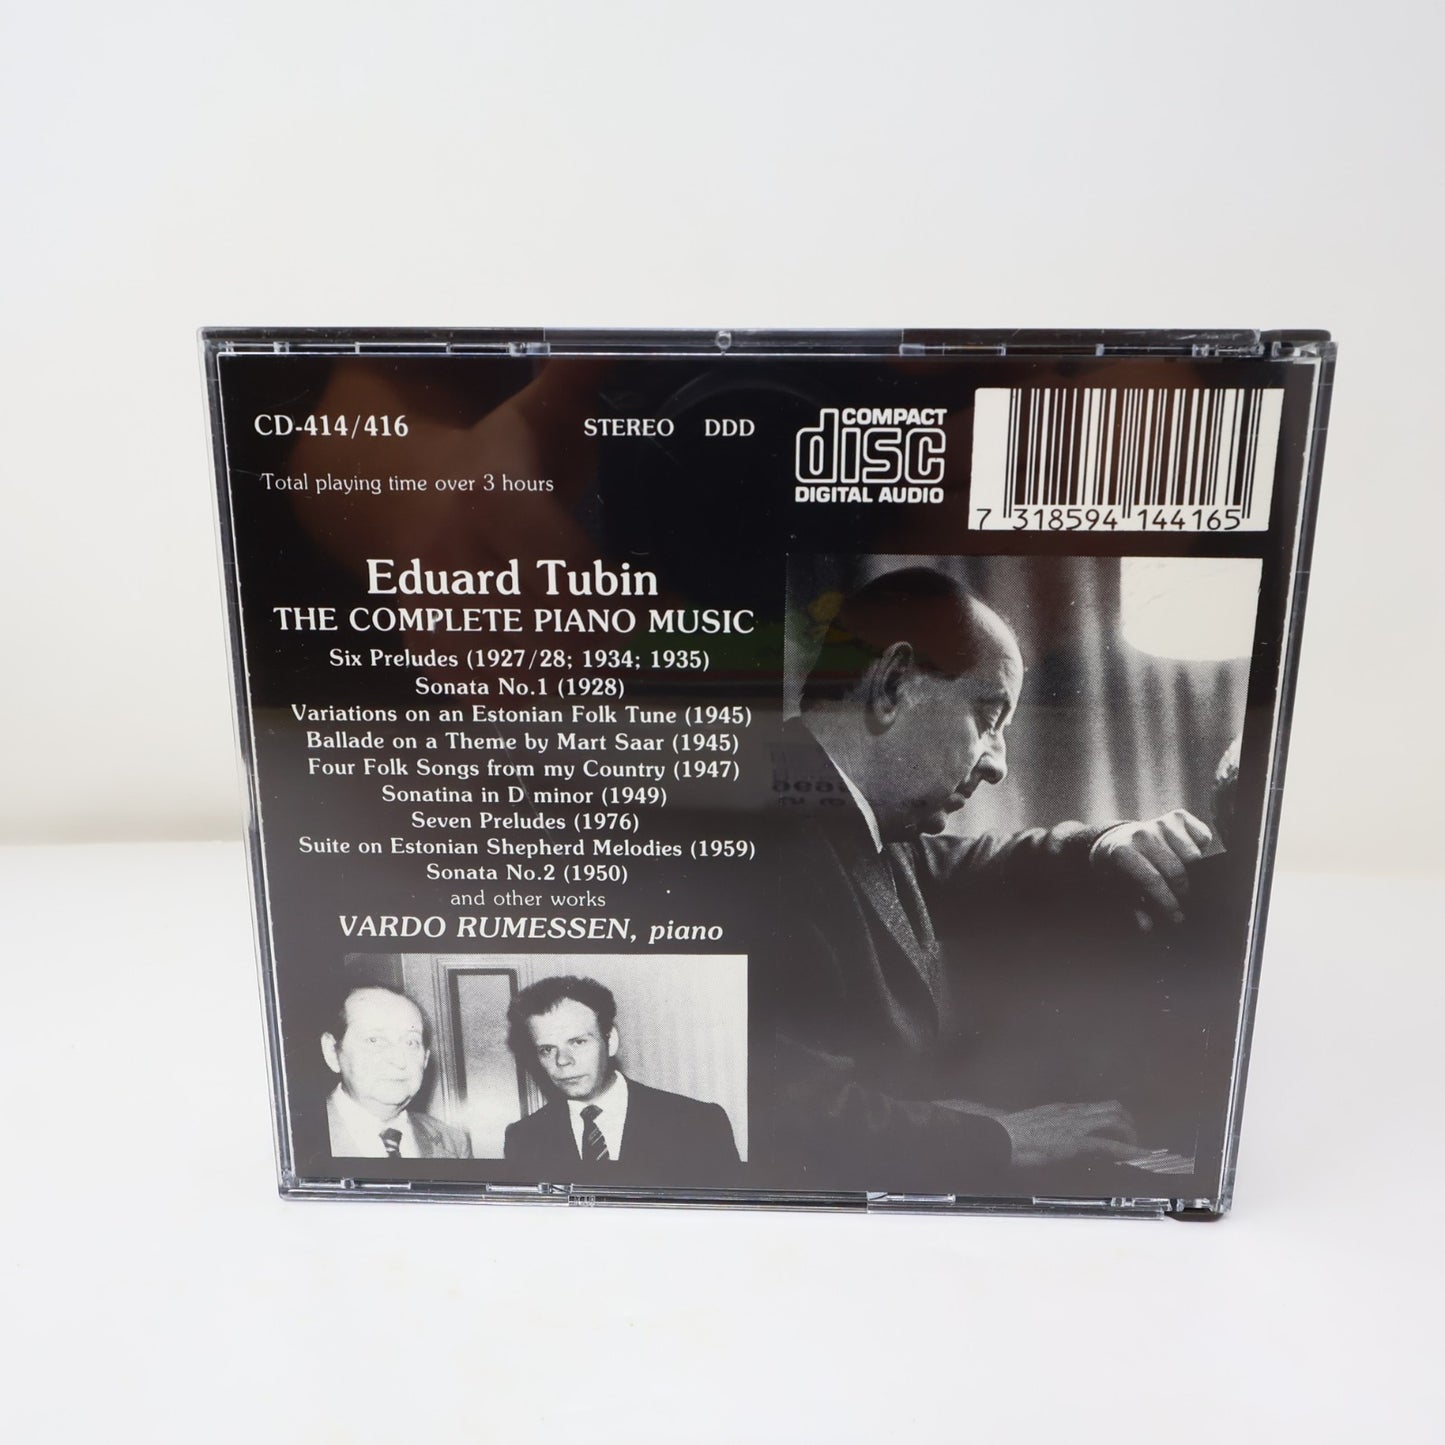 CD-414/416 STEREO DDD
COMPACT
disc
DIGITAL AUDIO
7 318594 144165
Total playing time over 3 hours
Eduard Tubin
THE COMPLETE PIANO MUSIC
Six Preludes (1927/28; 1934; 1935)
Sonata No.1 (1928)
Variations on an Estonian Folk Tune (1945)
Ballade on a Theme by Mart Saar (1945)
Four Folk Songs from my Country (1947)
Sonatina in D minor (1949)
Seven Preludes (1976)
Suite on Estonian Shepherd Melodies (1959)
Sonata No.2 (1950)
and other works
VARDO RUMESSEN, piano